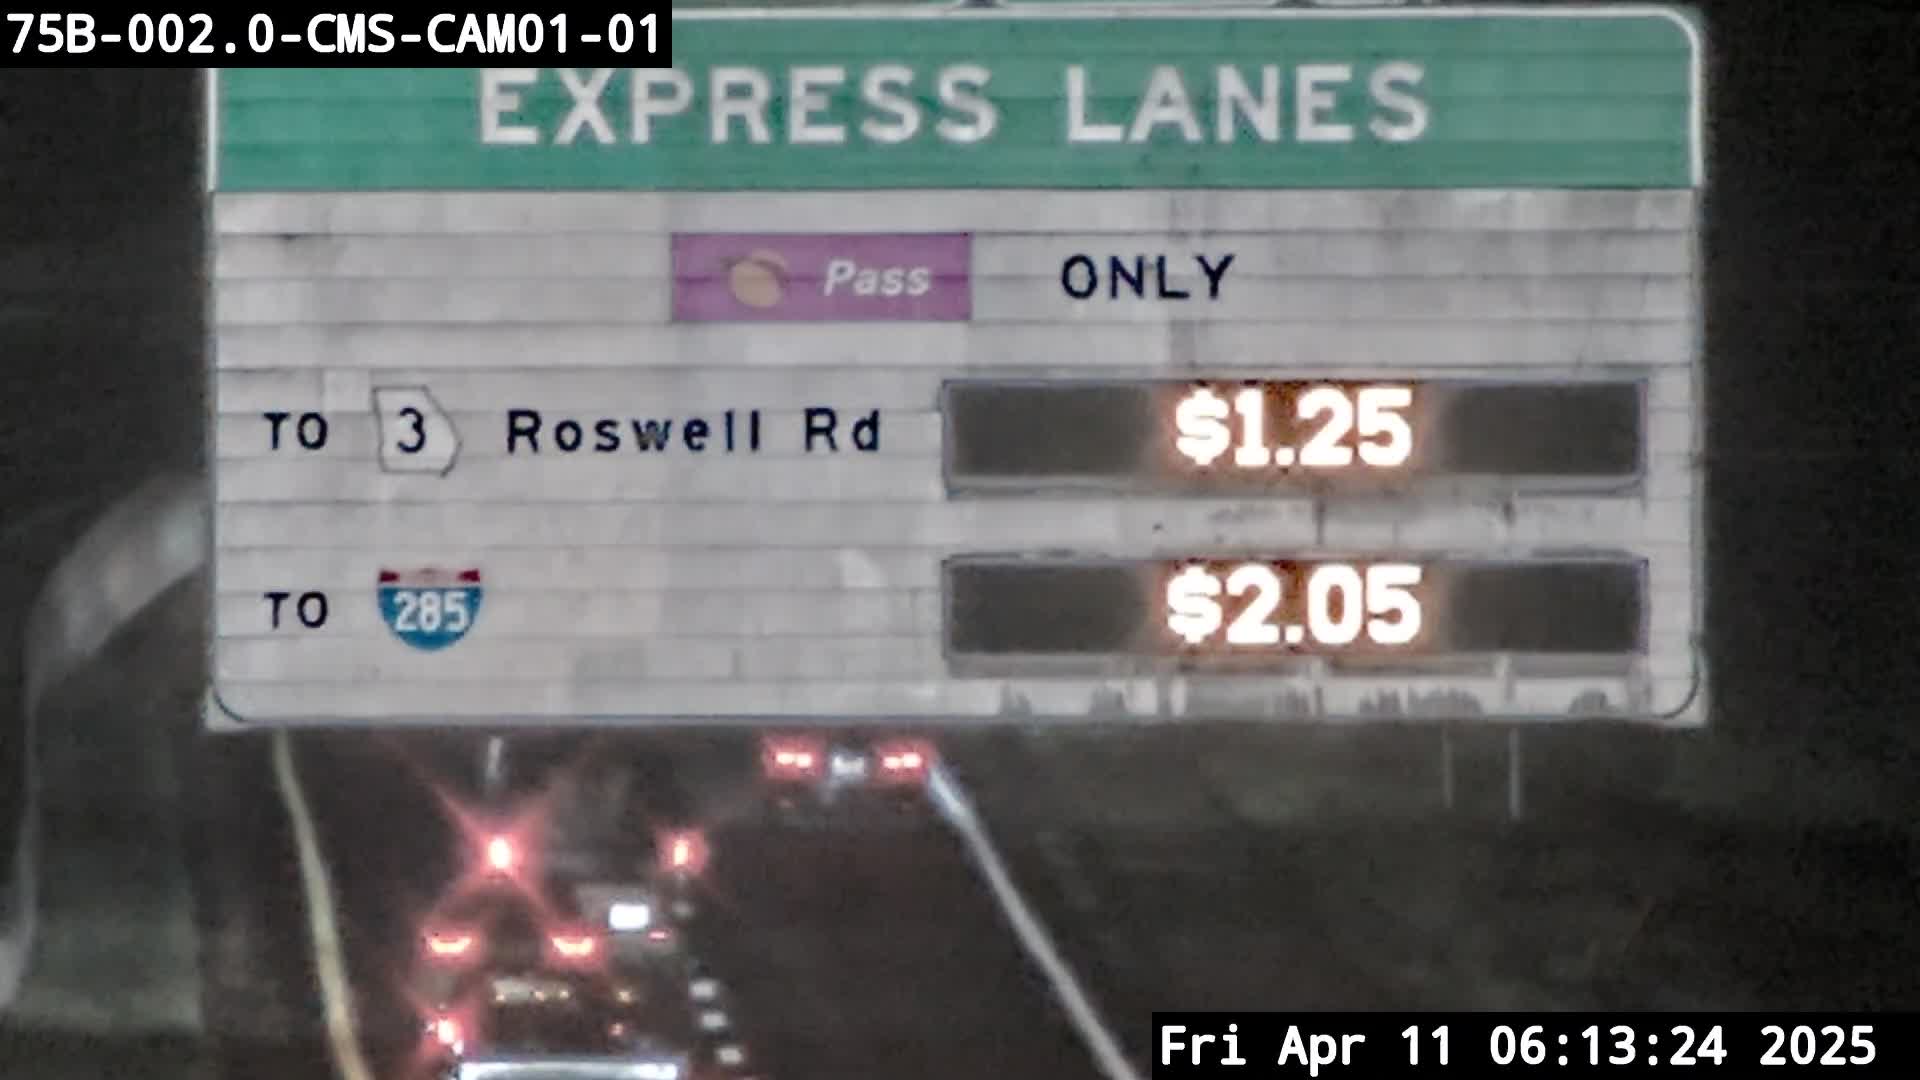 75B-002.0-CMS-CAM01-01
EXPRESS LANES
Pass ONLY
TO 3 Roswell Rd $1.25
TO 285 $2.05
Fri Apr 11 06:13:24 2025